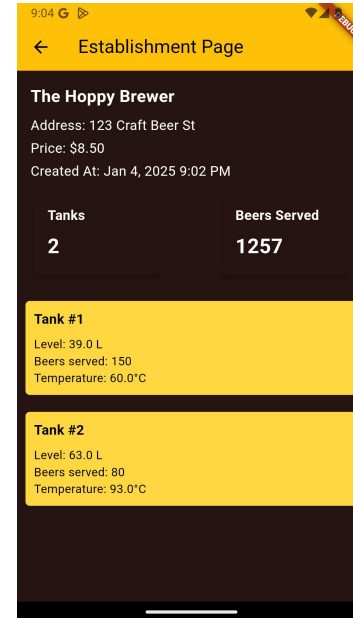 9:04 G
Establishment Page
The Hoppy Brewer
Address: 123 Craft Beer St
Price: $8.50
Created At: Jan 4, 2025 9:02 PM
Tanks
2
Beers Served
1257
Tank #1
Level: 39.0 L
Beers served: 150
Temperature: 60.0°C
Tank #2
Level: 63.0 L
Beers served: 80
Temperature: 93.0°C